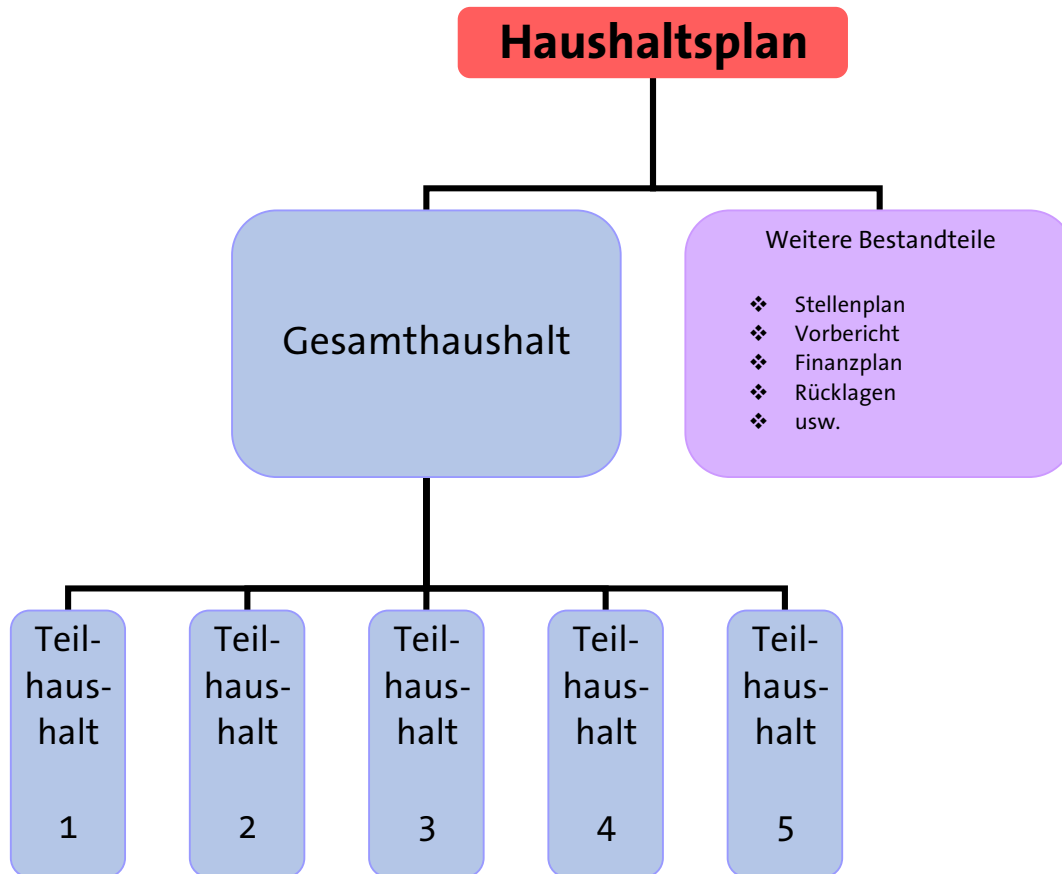 Haushaltsplan
Gesamthaushalt
Weitere Bestandteile
❖ Stellenplan
❖ Vorbericht
❖ Finanzplan
❖ Rücklagen
❖ usw.
Teil-
haus-
halt
1
Teil-
haus-
halt
2
Teil-
haus-
halt
3
Teil-
haus-
halt
4
Teil-
haus-
halt
5